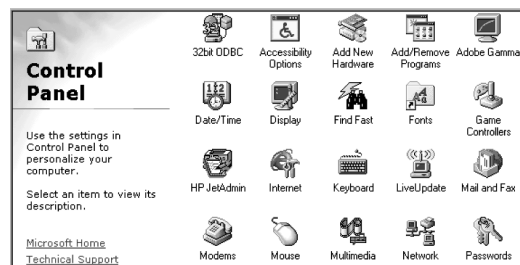 Control
Panel
Use the settings in
Control Panel to
personalize your
computer.
Select an item to view its
description.
Microsoft Home
Technical Support
32bit ODBC
Accessibility
Options
Add New
Hardware
Add/Remove
Programs
Adobe Gamma
Date/Time
Display
Find Fast
Fonts
Game
Controllers
HP JetAdmin
Internet
Keyboard
LiveUpdate
Mail and Fax
Modems
Mouse
Multimedia
Network
Passwords